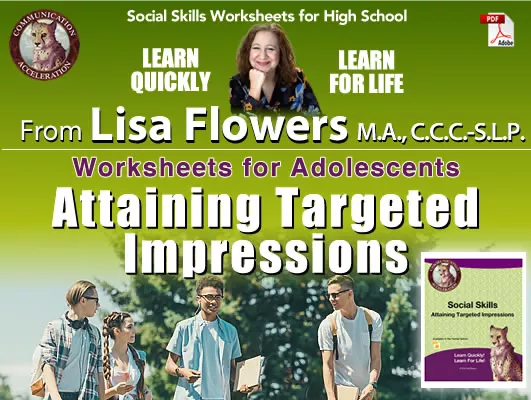 Social Skills Worksheets for High School
PDF
Adobe
COMMUNICATION
ACCELERATION
LEARN
QUICKLY
LEARN
FOR LIFE
From Lisa Flowers M.A., C.C.C.-S.L.P.
Worksheets for Adolescents
Attaining Targeted
Impressions
Social Skills
Attaining Targeted Impressions
Learn Quickly!
Learn For Life!